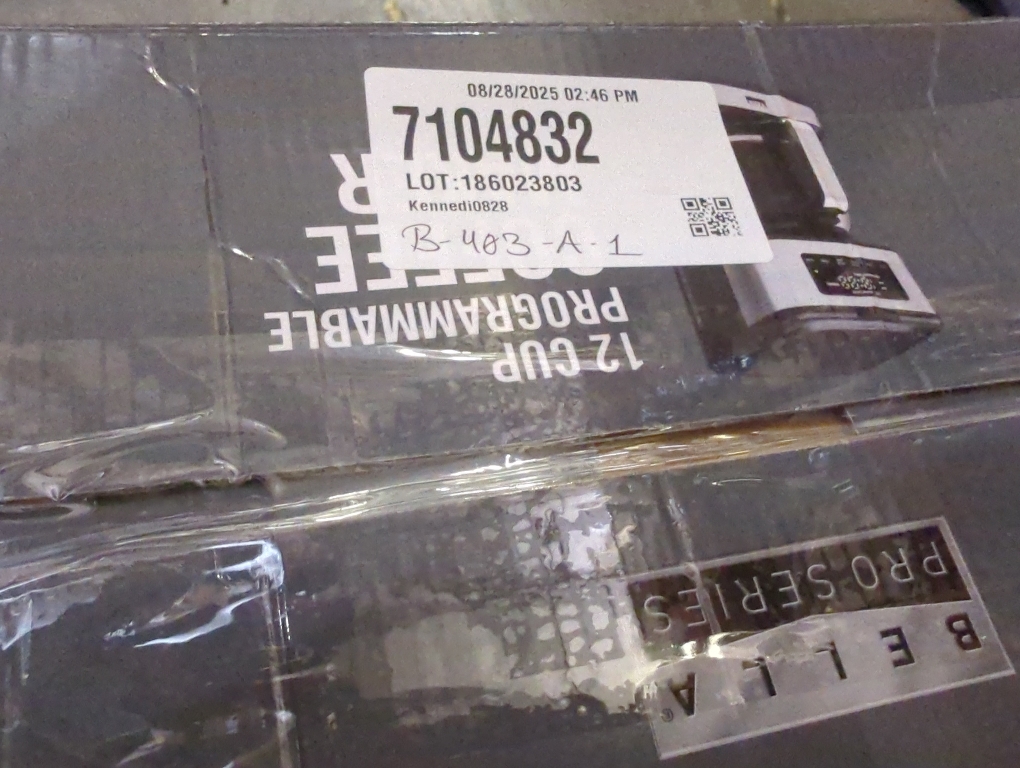 08/28/2025 02:46 PM
7104832
LOT:186023803
Kennedi0828
B-403-A-1
12 CUP
PROGRAMMABLE
BELLA®
PRO SERIES